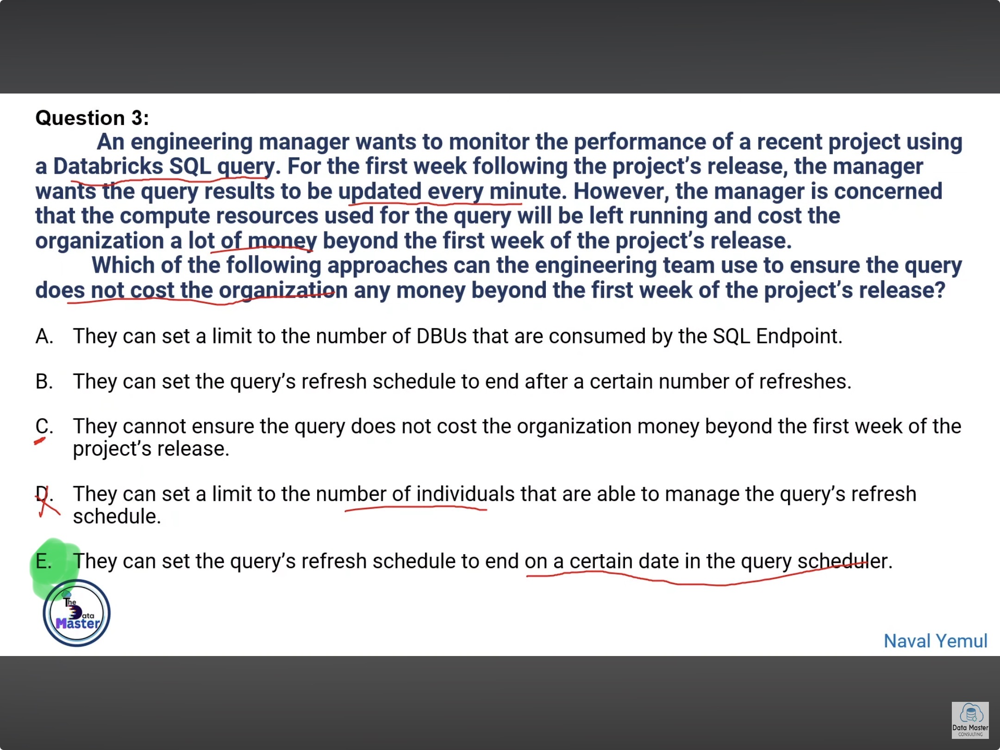 Question 3:
An engineering manager wants to monitor the performance of a recent project using
a Databricks SQL query. For the first week following the project’s release, the manager
wants the query results to be updated every minute. However, the manager is concerned
that the compute resources used for the query will be left running and cost the
organization a lot of money beyond the first week of the project’s release.
Which of the following approaches can the engineering team use to ensure the query
does not cost the organization any money beyond the first week of the project’s release?
A. They can set a limit to the number of DBUs that are consumed by the SQL Endpoint.
B. They can set the query’s refresh schedule to end after a certain number of refreshes.
C. They cannot ensure the query does not cost the organization money beyond the first week of the
project’s release.
D. They can set a limit to the number of individuals that are able to manage the query’s refresh
schedule.
E. They can set the query’s refresh schedule to end on a certain date in the query scheduler.
The
Data
Master
Naval Yemul
Data Master
CONSULTING